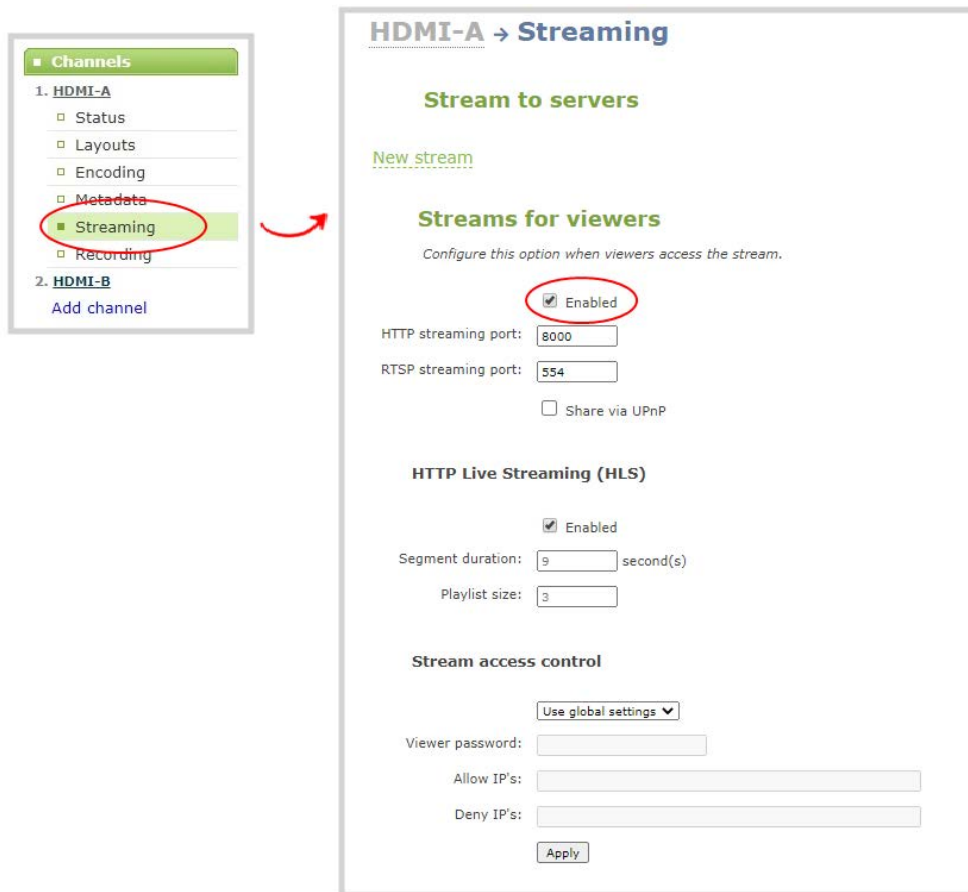 Channels
1. HDMI-A
Status
Layouts
Encoding
Metadata
Streaming
Recording
2. HDMI-B
Add channel
HDMI-A → Streaming
Stream to servers
New stream
Streams for viewers
Configure this option when viewers access the stream.
Enabled
HTTP streaming port: 8000
RTSP streaming port: 554
Share via UPnP
HTTP Live Streaming (HLS)
Enabled
Segment duration: 9 second(s)
Playlist size: 3
Stream access control
Use global settings
Viewer password:
Allow IP's:
Deny IP's:
Apply